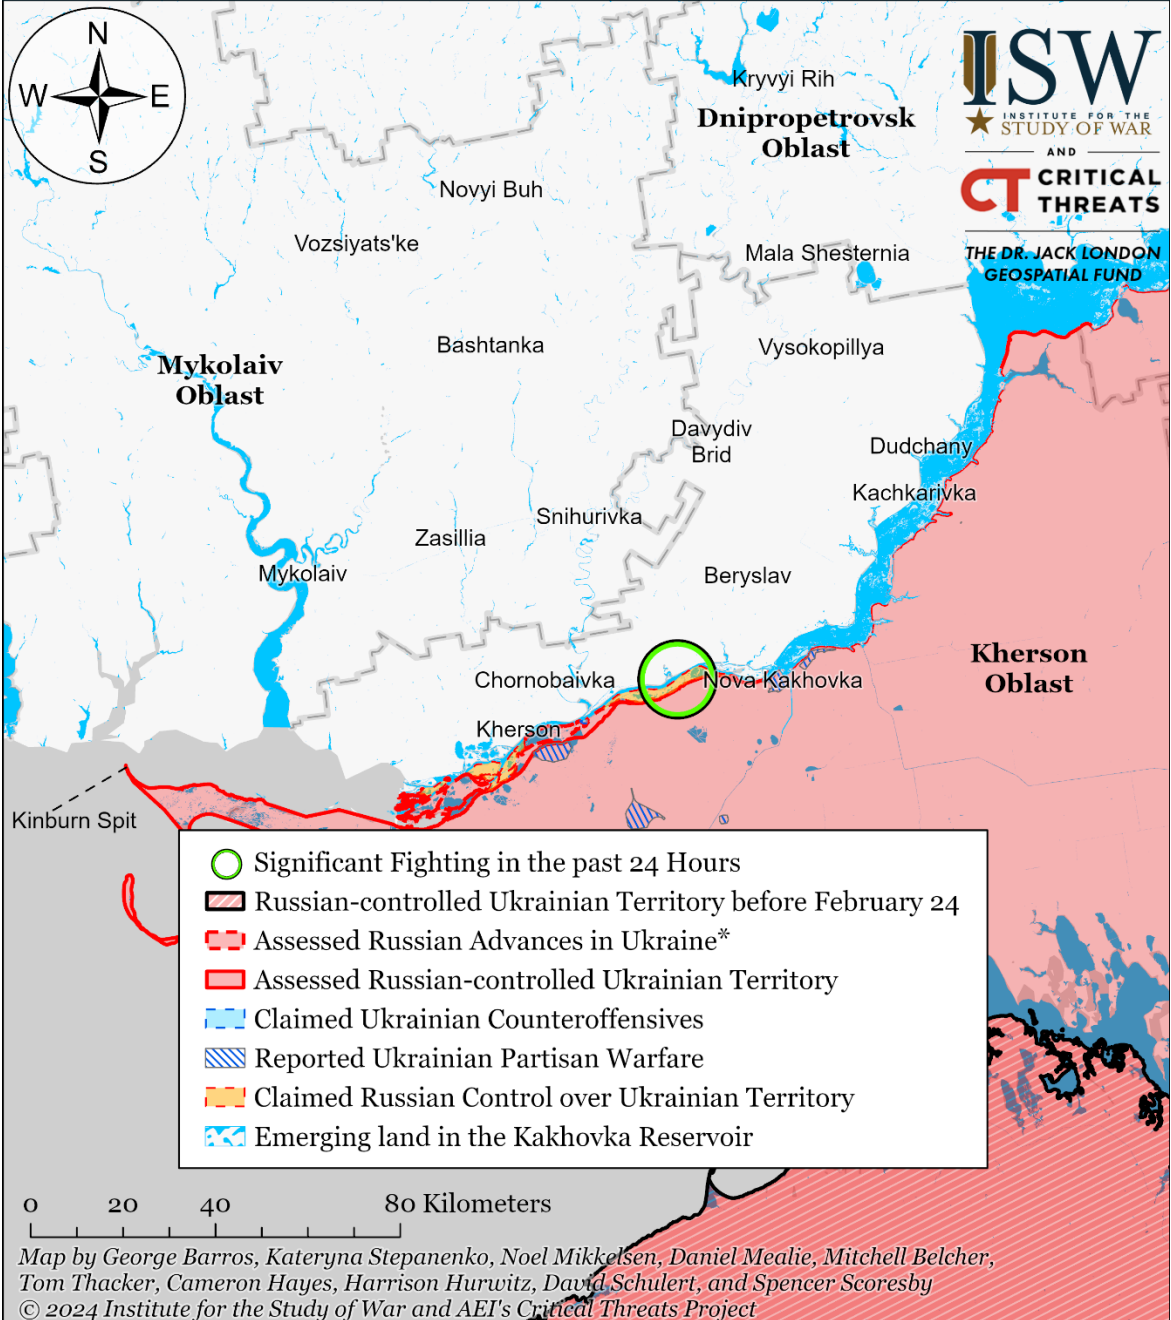 N
W E
S
ISW
INSTITUTE FOR THE
STUDY OF WAR
AND
CT CRITICAL
THREATS
THE DR. JACK LONDON
GEOSPATIAL FUND
Kryvyi Rih
Dnipropetrovsk
Oblast
Novyi Buh
Vozsiyats'ke
Mala Shesternia
Bashtanka
Vysokopillya
Mykolaiv
Oblast
Davydiv
Brid
Dudchany
Kachkarivka
Snihurivka
Zasillia
Mykolaiv
Beryslav
Kherson
Oblast
Chornobaivka
Nova Kakhovka
Kherson
Kinburn Spit
Significant Fighting in the past 24 Hours
Russian-controlled Ukrainian Territory before February 24
Assessed Russian Advances in Ukraine*
Assessed Russian-controlled Ukrainian Territory
Claimed Ukrainian Counteroffensives
Reported Ukrainian Partisan Warfare
Claimed Russian Control over Ukrainian Territory
Emerging land in the Kakhovka Reservoir
0 20 40 80 Kilometers
Map by George Barros, Kateryna Stepanenko, Noel Mikkelsen, Daniel Mealie, Mitchell Belcher,
Tom Thacker, Cameron Hayes, Harrison Hurwitz, David Schulert, and Spencer Scoresby
© 2024 Institute for the Study of War and AEI's Critical Threats Project